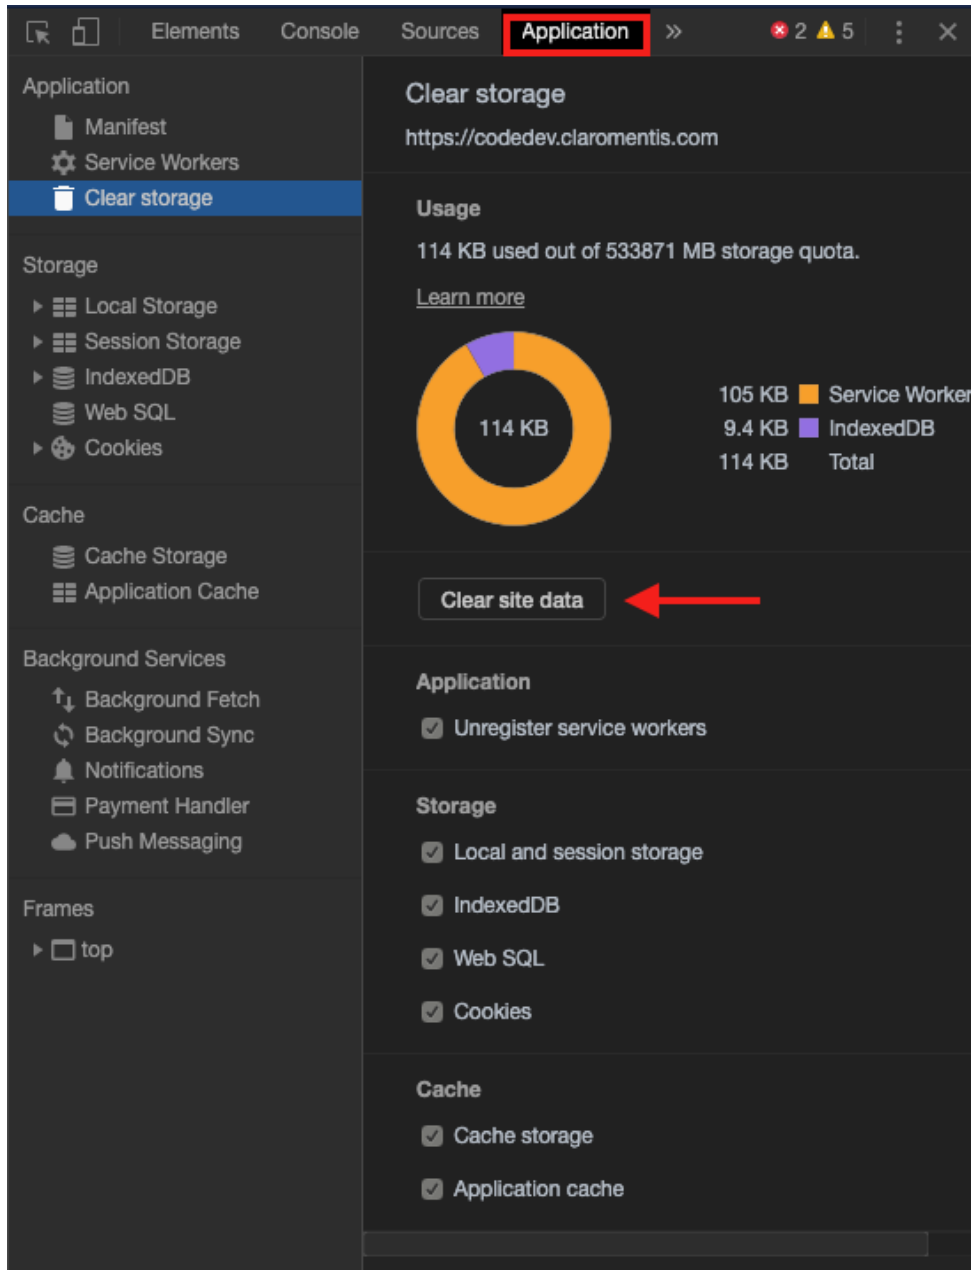 Elements Console Sources Application » 2 5
Application
Manifest
Service Workers
Clear storage
Storage
Local Storage
Session Storage
IndexedDB
Web SQL
Cookies
Cache
Cache Storage
Application Cache
Background Services
Background Fetch
Background Sync
Notifications
Payment Handler
Push Messaging
Frames
top
Clear storage
https://codedev.claromentis.com
Usage
114 KB used out of 533871 MB storage quota.
Learn more
114 KB
105 KB Service Worker
9.4 KB IndexedDB
114 KB Total
Clear site data
Application
Unregister service workers
Storage
Local and session storage
IndexedDB
Web SQL
Cookies
Cache
Cache storage
Application cache